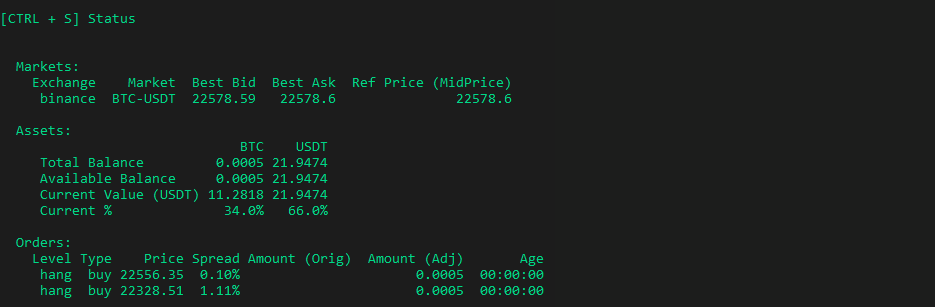 [CTRL + S] Status
Markets:
Exchange Market Best Bid Best Ask Ref Price (MidPrice)
binance BTC-USDT 22578.59 22578.6 22578.6
Assets:
BTC USDT
Total Balance 0.0005 21.9474
Available Balance 0.0005 21.9474
Current Value (USDT) 11.2818 21.9474
Current % 34.0% 66.0%
Orders:
Level Type Price Spread Amount (Orig) Amount (Adj) Age
hang buy 22556.35 0.10% 0.0005 00:00:00
hang buy 22328.51 1.11% 0.0005 00:00:00